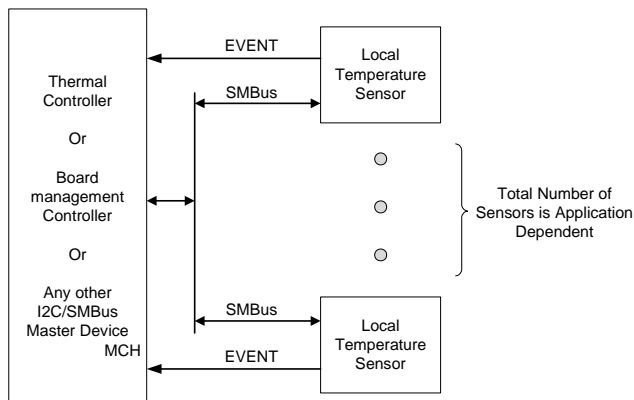 Thermal
Controller
Or
Board
management
Controller
Or
Any other
I2C/SMBus
Master Device
MCH
EVENT
SMBus
Local
Temperature
Sensor
Total Number of
Sensors is Application
Dependent
SMBus
EVENT
Local
Temperature
Sensor